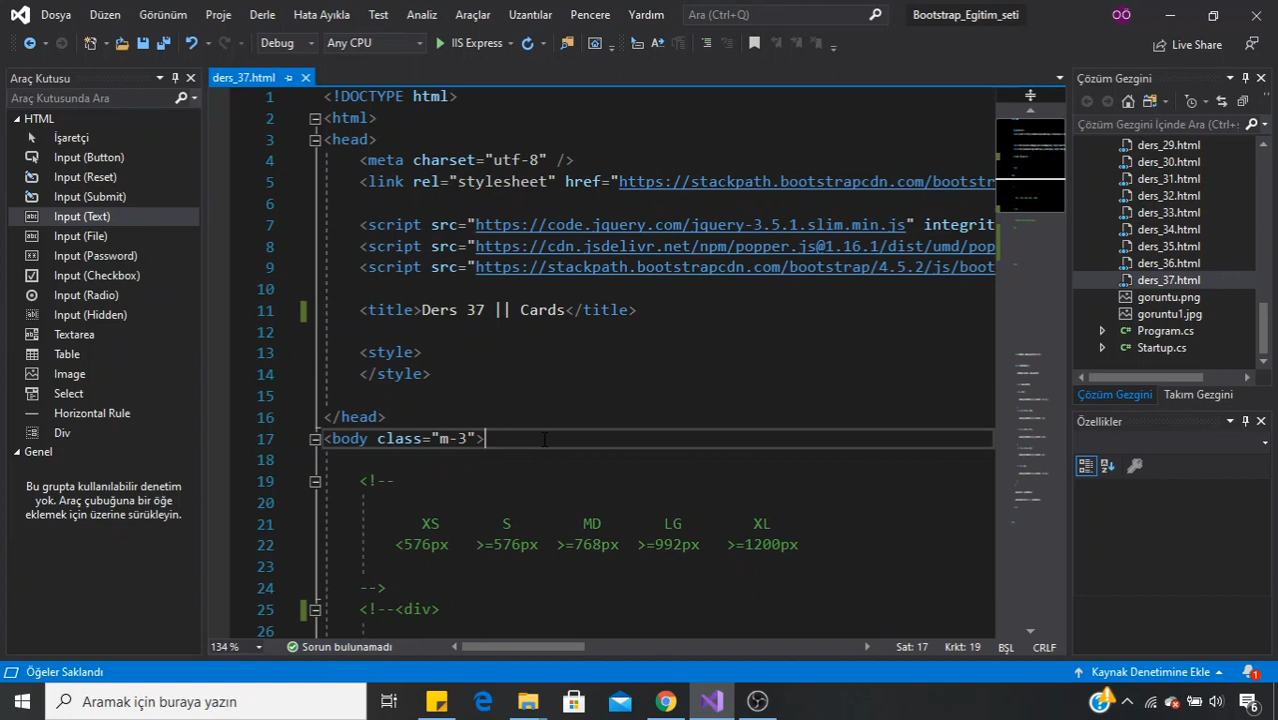 Dosya Düzen Görünüm Proje Derle Hata Ayıkla Test Analiz Araçlar Uzantılar Pencere Yardım Ara (Ctrl+Q) Bootstrap_Egitim_seti OÖ
Debug Any CPU IIS Express Live Share
Araç Kutusu
Araç Kutusunda Ara
HTML
İşaretçi
Input (Button)
Input (Reset)
Input (Submit)
Input (Text)
Input (File)
Input (Password)
Input (Checkbox)
Input (Radio)
Input (Hidden)
Textarea
Table
Image
Select
Horizontal Rule
Div
Genel
Bu grupta kullanılabilir denetim
yok. Araç çubuğuna bir öğe
eklemek için üzerine sürükleyin.
ders_37.html
1 <!DOCTYPE html>
2 <html>
3 <head>
4 <meta charset="utf-8" />
5 <link rel="stylesheet" href="https://stackpath.bootstrapcdn.com/bootstr
6
7 <script src="https://code.jquery.com/jquery-3.5.1.slim.min.js" integrit
8 <script src="https://cdn.jsdelivr.net/npm/popper.js@1.16.1/dist/umd/pop
9 <script src="https://stackpath.bootstrapcdn.com/bootstrap/4.5.2/js/boot
10
11 <title>Ders 37 || Cards</title>
12
13 <style>
14 </style>
15
16 </head>
17 <body class="m-3">
18
19 <!--
20
21 XS S MD LG XL
22 <576px >=576px >=768px >=992px >=1200px
23
24 -->
25 <!--<div>
26
134 % Sorun bulunamadı Sat: 17 Krkt: 19 BŞL CRLF
Çözüm Gezgini
Çözüm Gezgini İçinde Ara (Ctrl+ş
ders_29.html
ders_30.html
ders_31.html
ders_32.html
ders_33.html
ders_34.html
ders_35.html
ders_36.html
ders_37.html
goruntu.png
goruntu1.jpg
Program.cs
Startup.cs
Çözüm Gezgini Takım Gezgini
Özellikler
Öğeler Saklandı Kaynak Denetimine Ekle 1
Aramak için buraya yazın 6